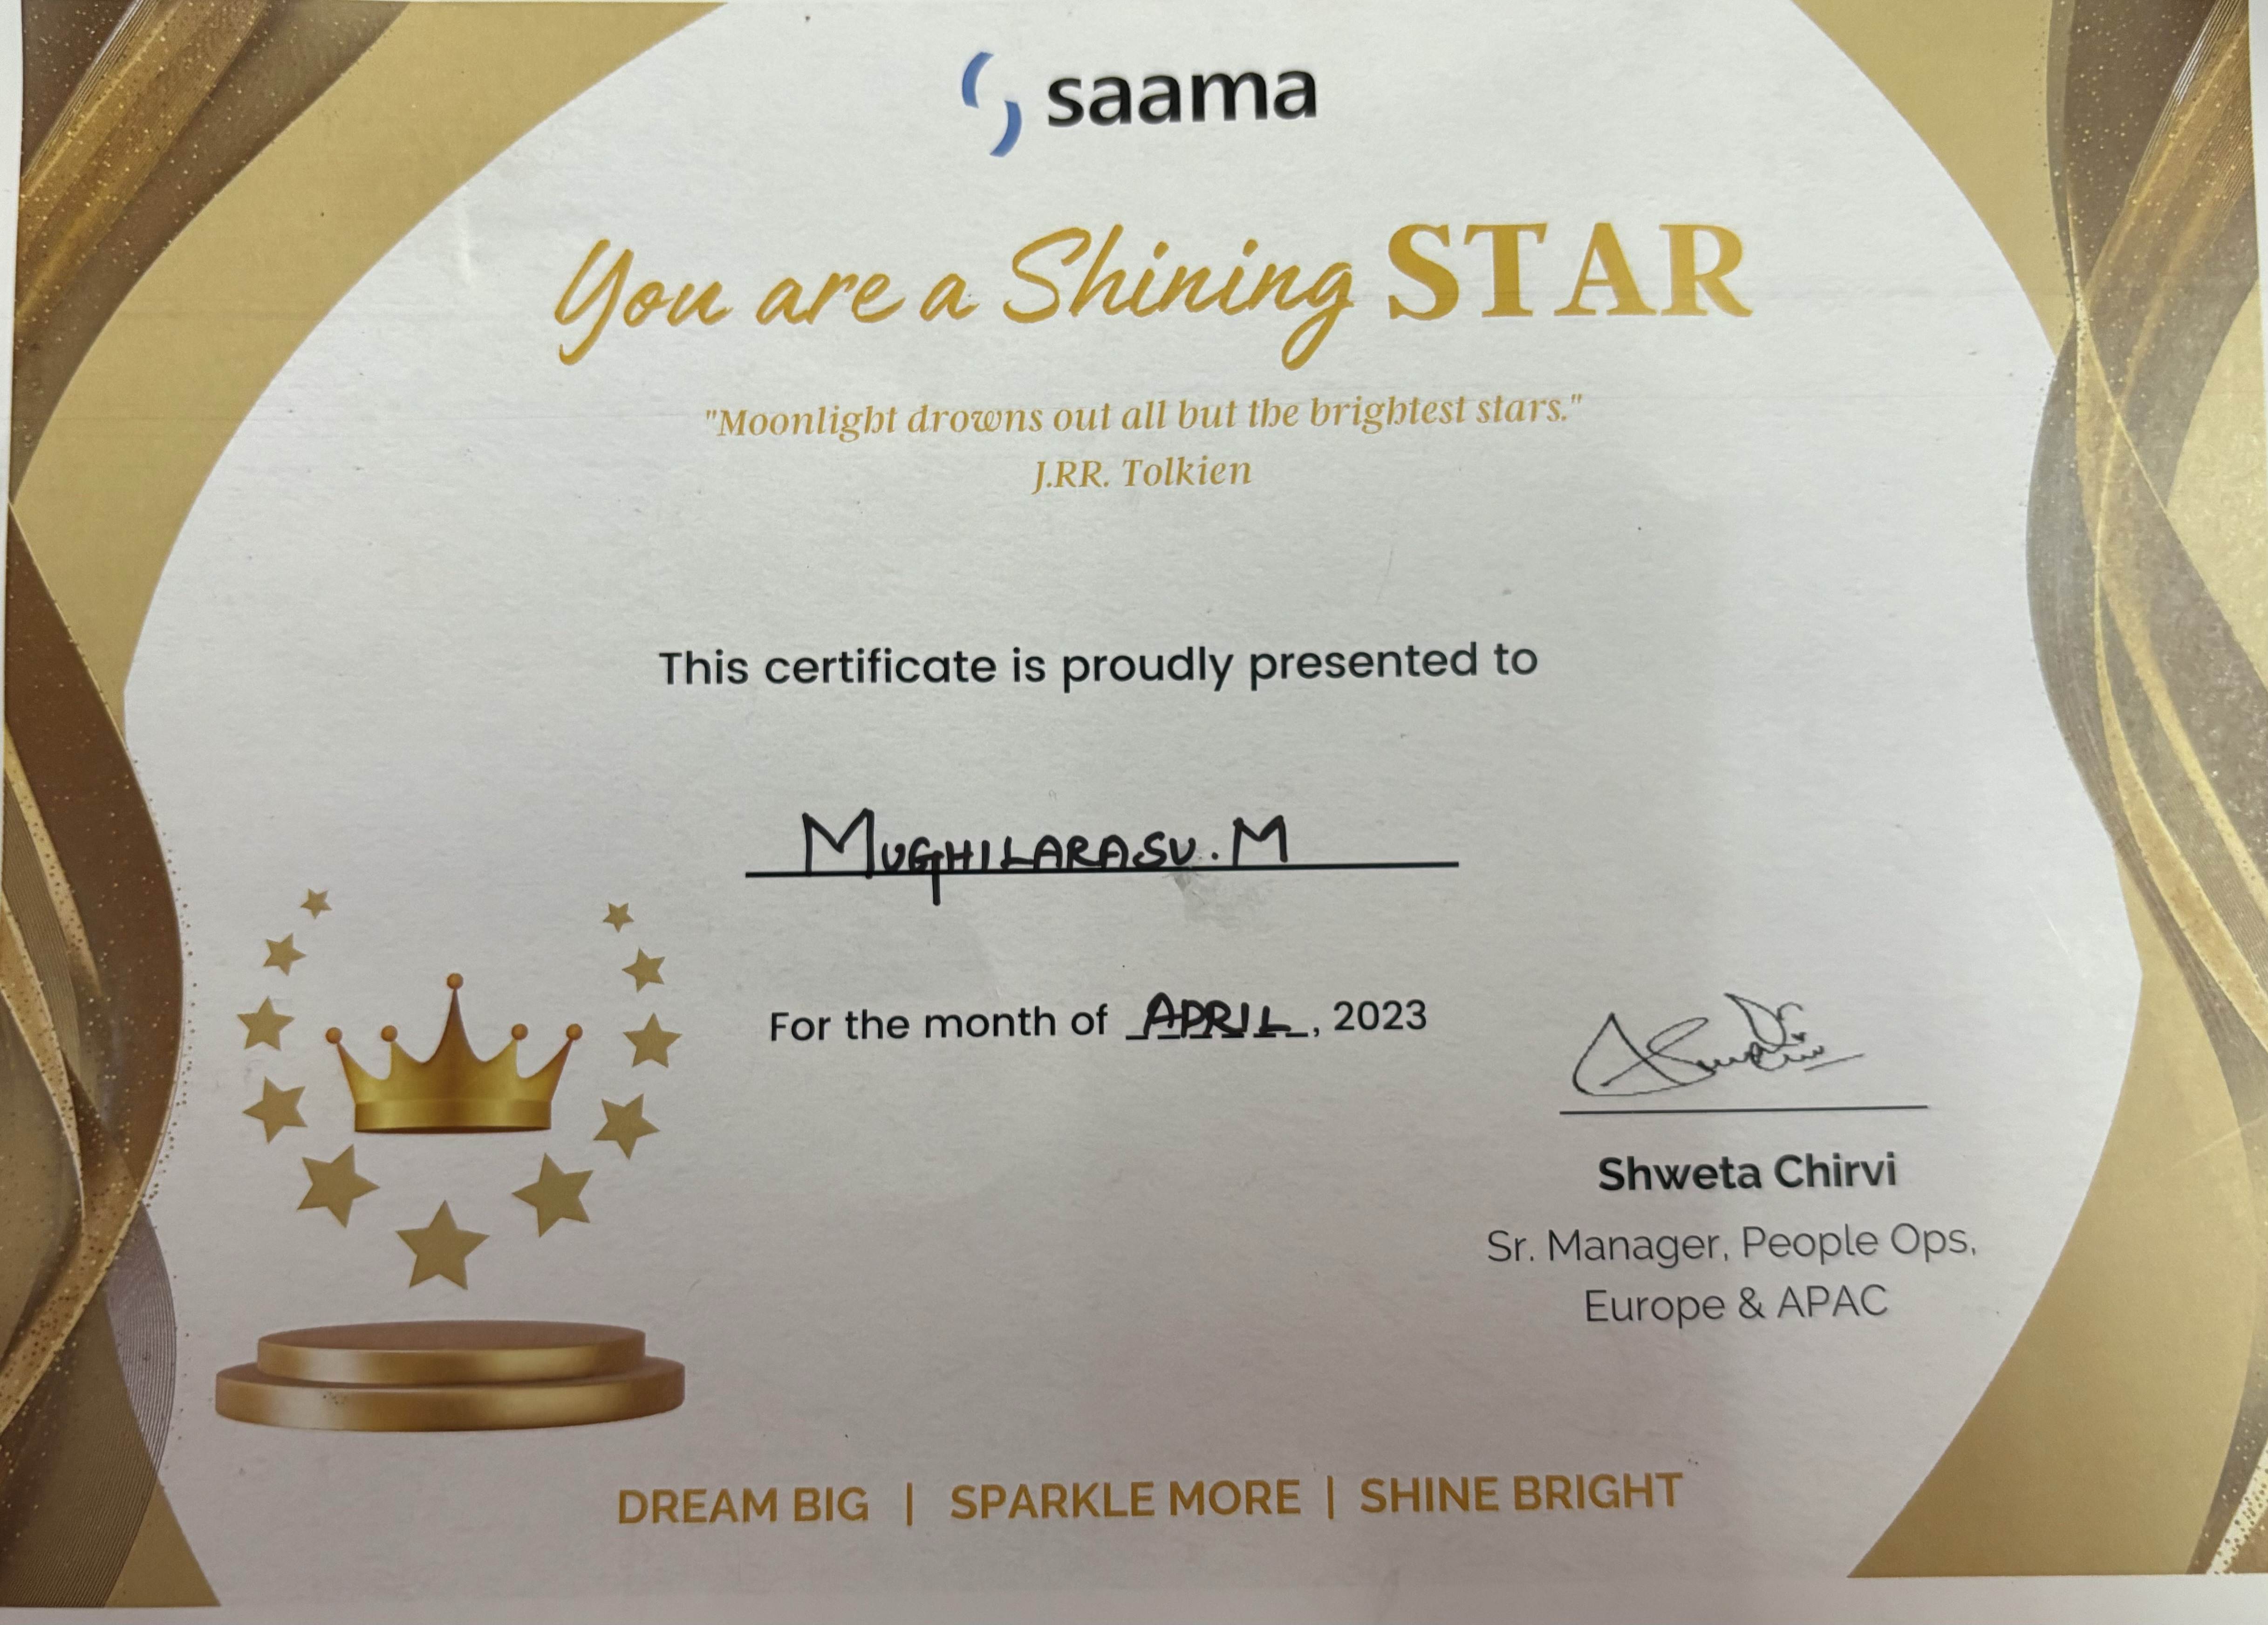 saama
You are a Shining STAR
"Moonlight drowns out all but the brightest stars."
J.RR. Tolkien
This certificate is proudly presented to
MUGHILARASU.M
For the month of APRIL, 2023
Shweta Chirvi
Sr. Manager, People Ops,
Europe & APAC
DREAM BIG | SPARKLE MORE | SHINE BRIGHT